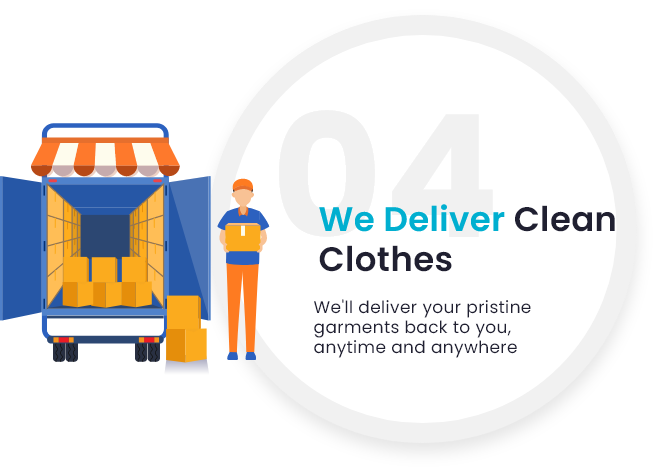 04
We Deliver Clean
Clothes
We'll deliver your pristine
garments back to you,
anytime and anywhere